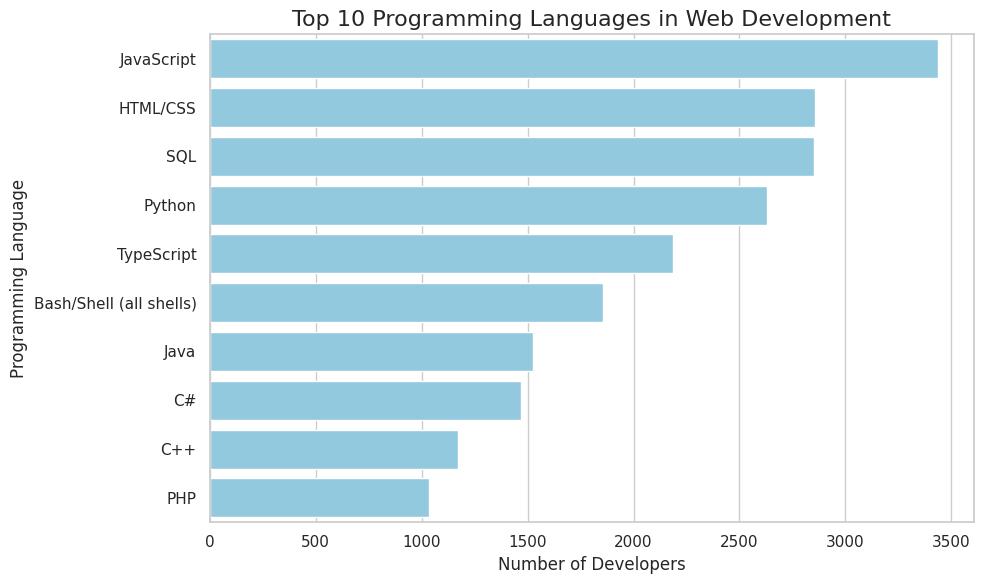 Top 10 Programming Languages in Web Development
Programming Language
JavaScript
HTML/CSS
SQL
Python
TypeScript
Bash/Shell (all shells)
Java
C#
C++
PHP
0 500 1000 1500 2000 2500 3000 3500
Number of Developers